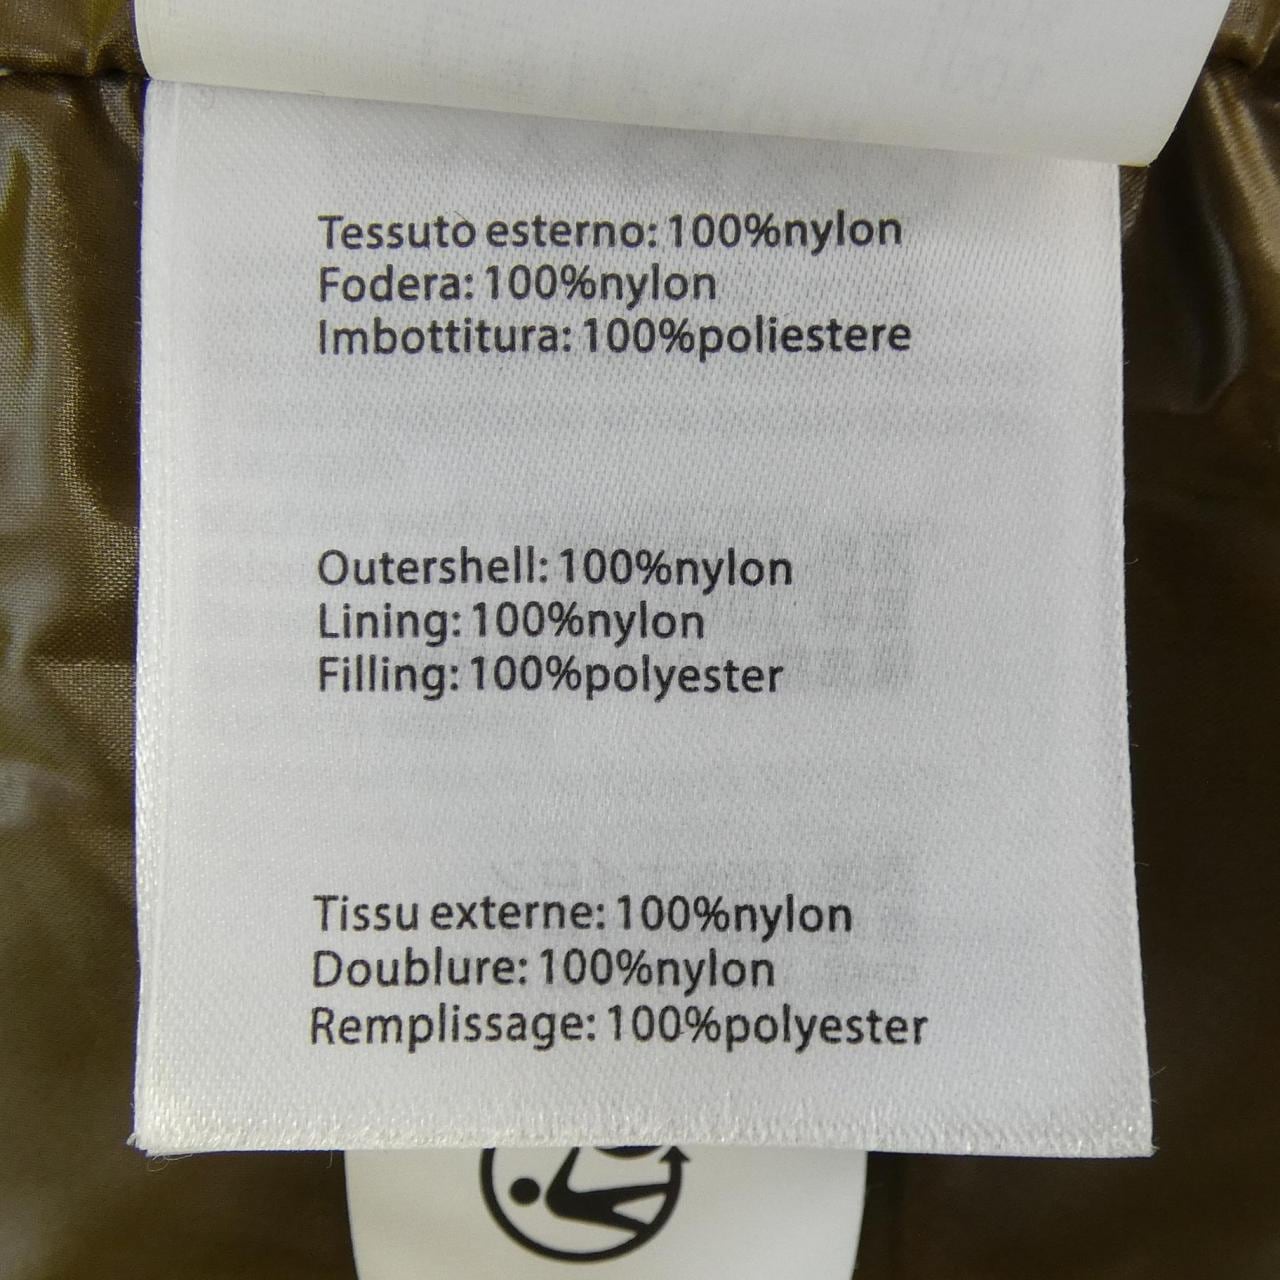 Tessuto esterno: 100%nylon
Fodera: 100%nylon
Imbottitura: 100%poliestere
Outershell: 100%nylon
Lining: 100%nylon
Filling: 100%polyester
Tissu externe: 100%nylon
Doublure: 100%nylon
Remplissage: 100%polyester